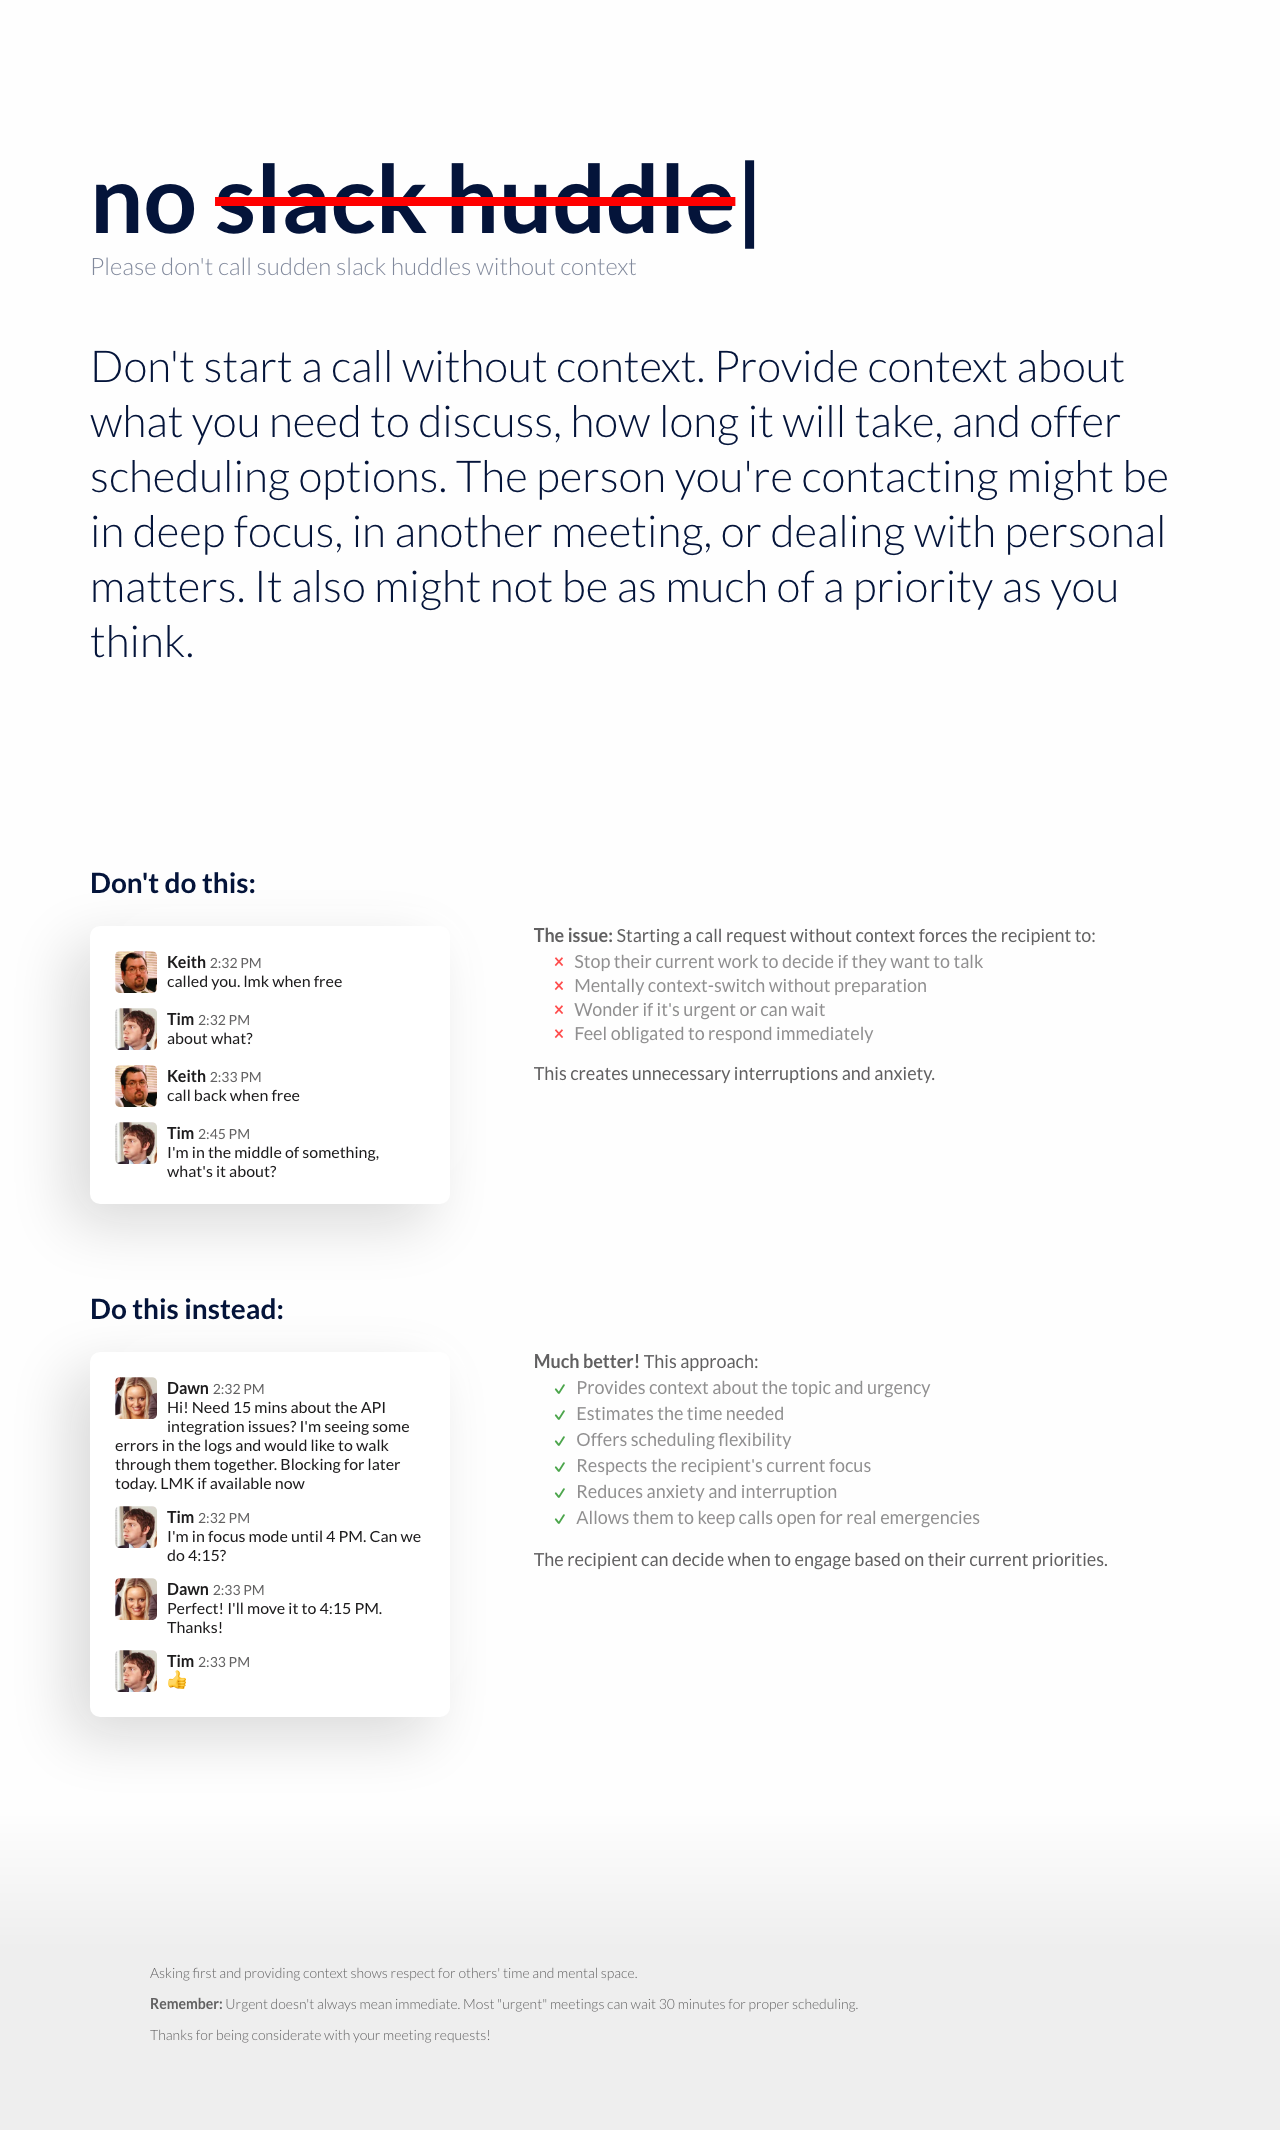 no slack huddle|
Please don't call sudden slack huddles without context
Don't start a call without context. Provide context about
what you need to discuss, how long it will take, and offer
scheduling options. The person you're contacting might be
in deep focus, in another meeting, or dealing with personal
matters. It also might not be as much of a priority as you
think.
Don't do this:
Keith 2:32 PM
called you. lmk when free
Tim 2:32 PM
about what?
Keith 2:33 PM
call back when free
Tim 2:45 PM
I'm in the middle of something,
what's it about?
The issue: Starting a call request without context forces the recipient to:
Stop their current work to decide if they want to talk
Mentally context-switch without preparation
Wonder if it's urgent or can wait
Feel obligated to respond immediately
This creates unnecessary interruptions and anxiety.
Do this instead:
Dawn 2:32 PM
Hi! Need 15 mins about the API
integration issues? I'm seeing some
errors in the logs and would like to walk
through them together. Blocking for later
today. LMK if available now
Tim 2:32 PM
I'm in focus mode until 4 PM. Can we
do 4:15?
Dawn 2:33 PM
Perfect! I'll move it to 4:15 PM.
Thanks!
Tim 2:33 PM
👍
Much better! This approach:
Provides context about the topic and urgency
Estimates the time needed
Offers scheduling flexibility
Respects the recipient's current focus
Reduces anxiety and interruption
Allows them to keep calls open for real emergencies
The recipient can decide when to engage based on their current priorities.
Asking first and providing context shows respect for others' time and mental space.
Remember: Urgent doesn't always mean immediate. Most "urgent" meetings can wait 30 minutes for proper scheduling.
Thanks for being considerate with your meeting requests!